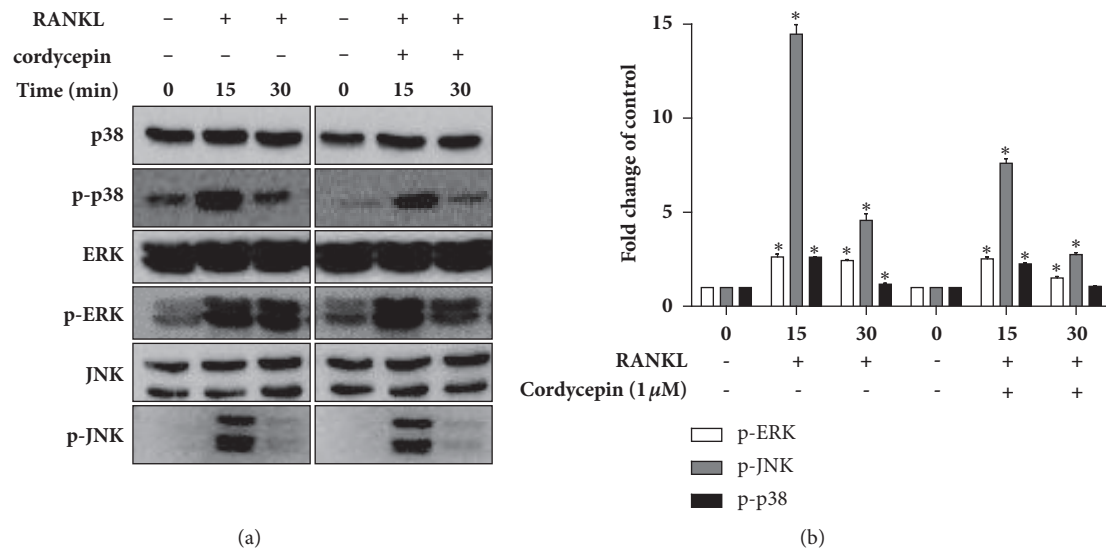 RANKL – + + – + +
cordycepin – – – – + +
Time (min) 0 15 30 0 15 30
p38
p-p38
ERK
p-ERK
JNK
p-JNK
(a)
Fold change of control
15
10
5
0
* * * * * * * * * * *
0 15 30 0 15 30
RANKL - + + - + +
Cordycepin (1 μM) - - - - + +
p-ERK
p-JNK
p-p38
(b)